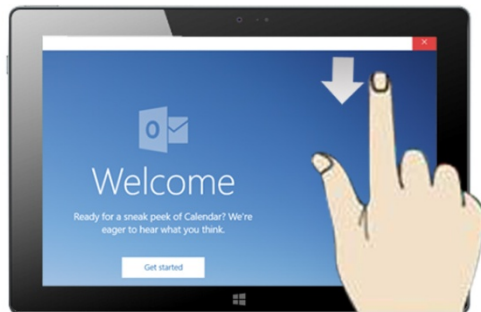 Welcome
Ready for a sneak peek of Calendar? We're
eager to hear what you think.
Get started